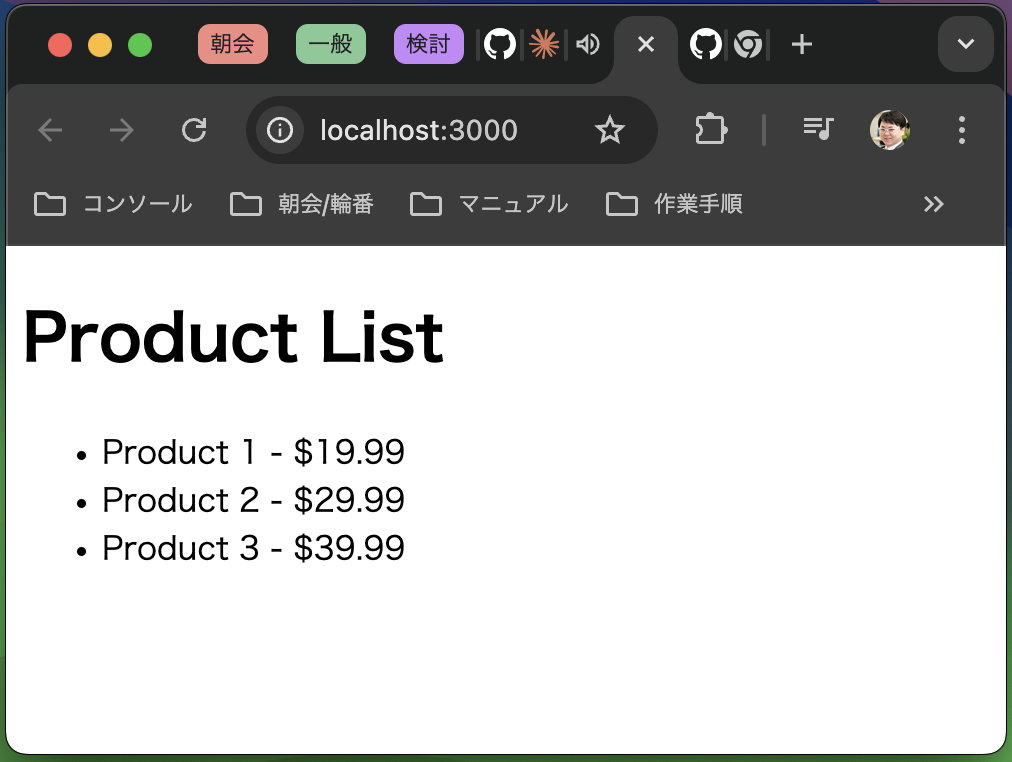 朝会 一般 検討
localhost:3000
コンソール 朝会/輪番 マニュアル 作業手順
Product List
• Product 1 - $19.99
• Product 2 - $29.99
• Product 3 - $39.99